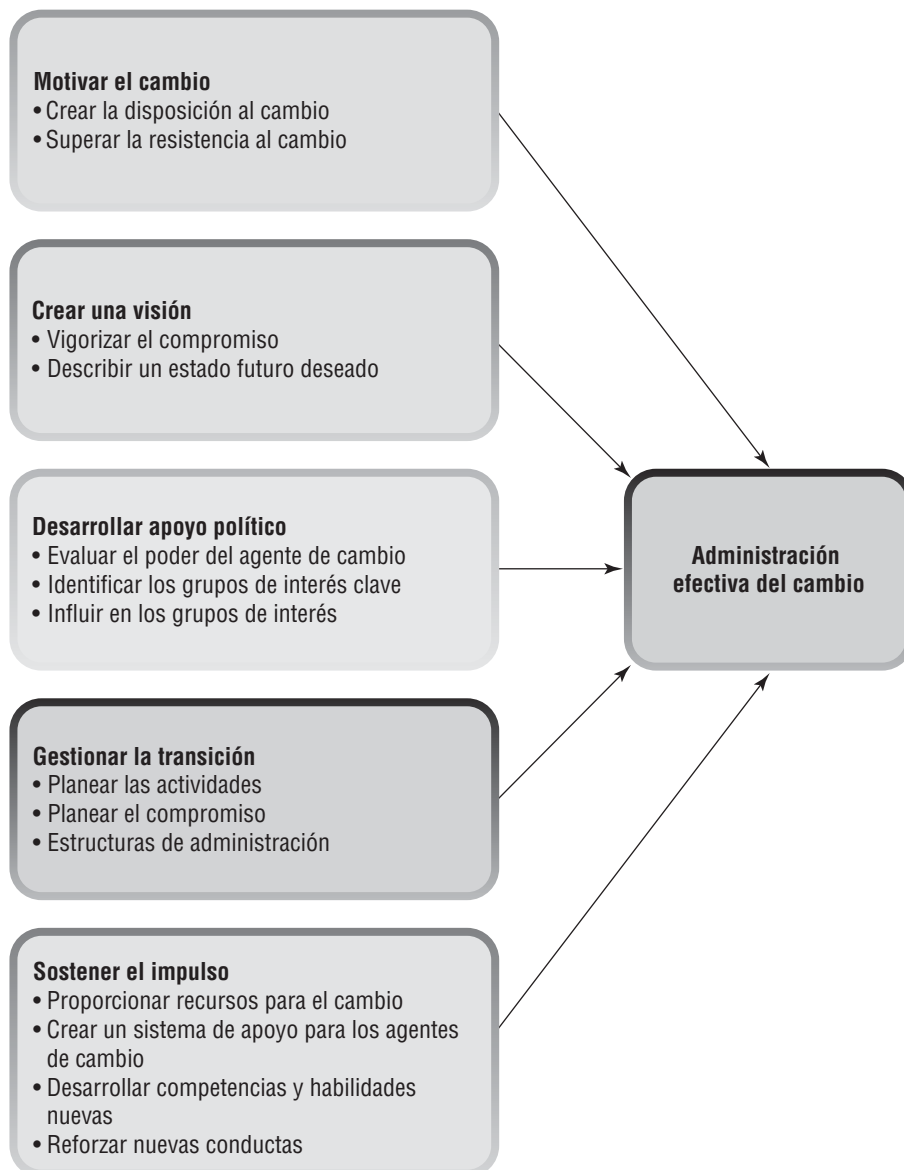 Motivar el cambio
• Crear la disposición al cambio
• Superar la resistencia al cambio
Crear una visión
• Vigorizar el compromiso
• Describir un estado futuro deseado
Desarrollar apoyo político
• Evaluar el poder del agente de cambio
• Identificar los grupos de interés clave
• Influir en los grupos de interés
Gestionar la transición
• Planear las actividades
• Planear el compromiso
• Estructuras de administración
Sostener el impulso
• Proporcionar recursos para el cambio
• Crear un sistema de apoyo para los agentes
de cambio
• Desarrollar competencias y habilidades
nuevas
• Reforzar nuevas conductas
Administración
efectiva del cambio